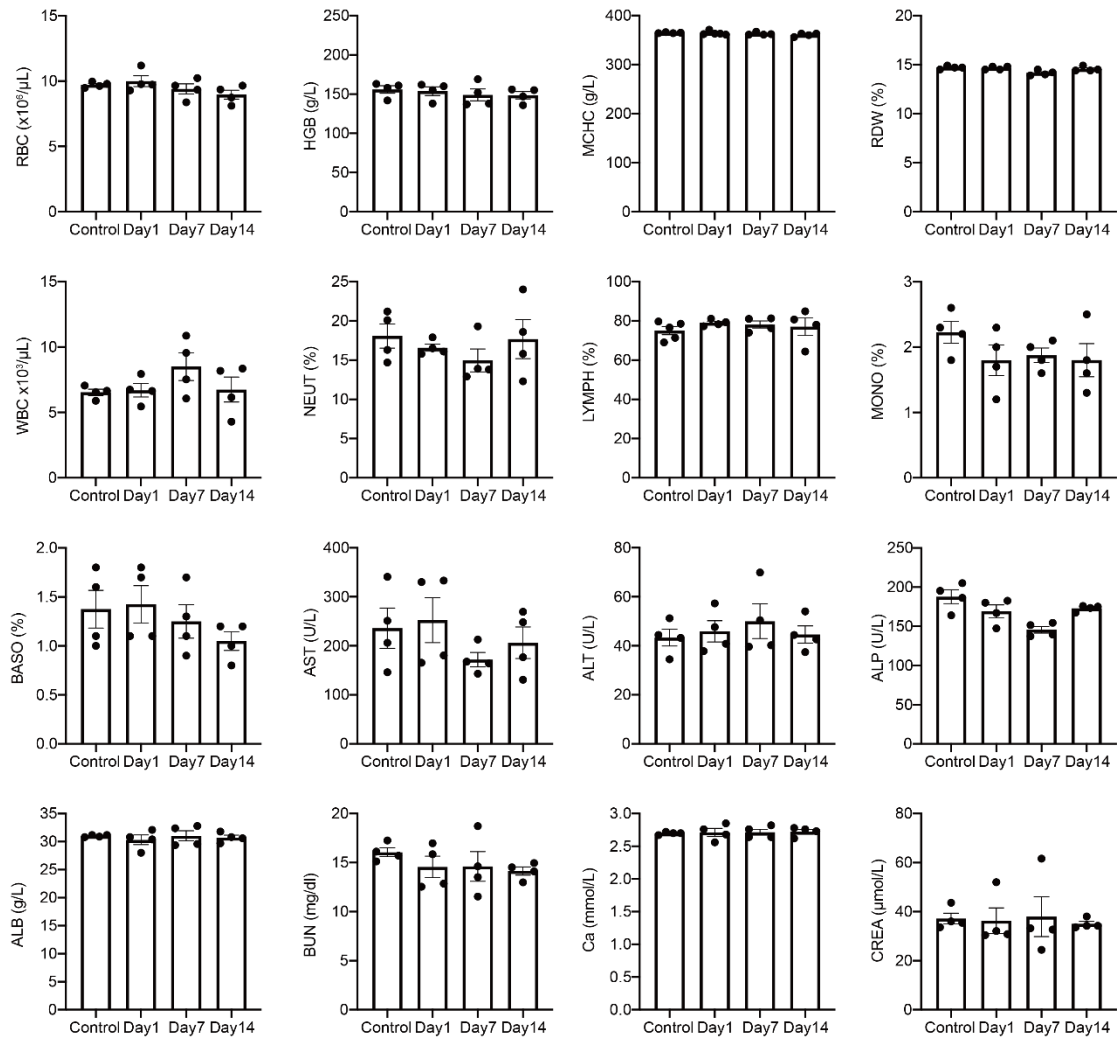 RBC (x10⁶/μL)
15
10
5
0
Control Day1 Day7 Day14
HGB (g/L)
250
200
150
100
50
0
Control Day1 Day7 Day14
MCHC (g/L)
400
300
200
100
0
Control Day1 Day7 Day14
RDW (%)
20
15
10
5
0
Control Day1 Day7 Day14
WBC x10³/μL)
15
10
5
0
Control Day1 Day7 Day14
NEUT (%)
25
20
15
10
5
0
Control Day1 Day7 Day14
LYMPH (%)
100
80
60
40
20
0
Control Day1 Day7 Day14
MONO (%)
3
2
1
0
Control Day1 Day7 Day14
BASO (%)
2.0
1.5
1.0
0.5
0.0
Control Day1 Day7 Day14
AST (U/L)
400
300
200
100
0
Control Day1 Day7 Day14
ALT (U/L)
80
60
40
20
0
Control Day1 Day7 Day14
ALP (U/L)
250
200
150
100
50
0
Control Day1 Day7 Day14
ALB (g/L)
35
30
25
20
15
10
5
0
Control Day1 Day7 Day14
BUN (mg/dl)
20
15
10
5
0
Control Day1 Day7 Day14
Ca (mmol/L)
3.0
2.5
2.0
1.5
1.0
0.5
0.0
Control Day1 Day7 Day14
CREA (μmol/L)
80
60
40
20
0
Control Day1 Day7 Day14